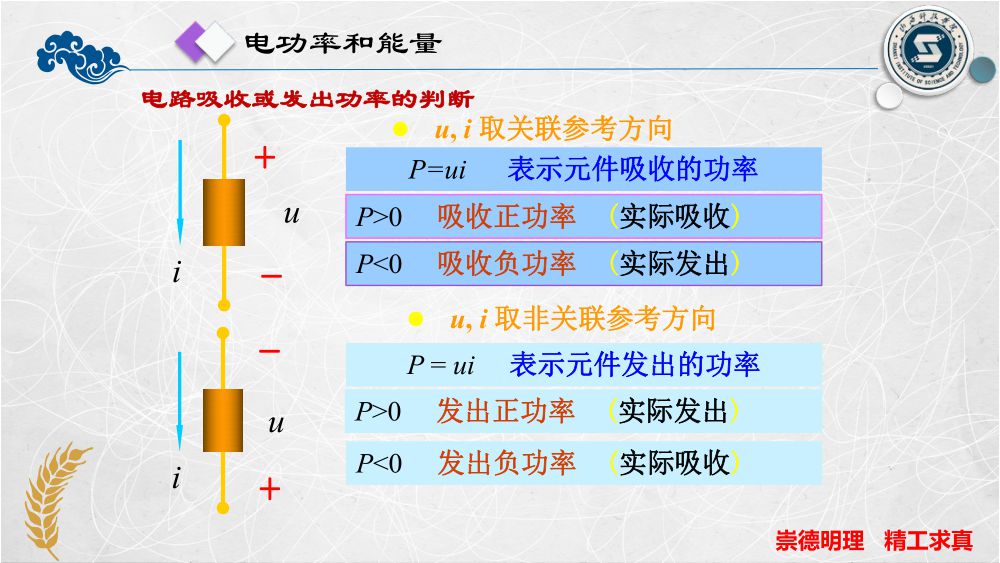 电功率和能量
电路吸收或发出功率的判断
u, i 取关联参考方向
+
u
i
−
P=ui 表示元件吸收的功率
P>0 吸收正功率 (实际吸收)
P<0 吸收负功率 (实际发出)
u, i 取非关联参考方向
−
u
i
+
P = ui 表示元件发出的功率
P>0 发出正功率 (实际发出)
P<0 发出负功率 (实际吸收)
崇德明理 精工求真